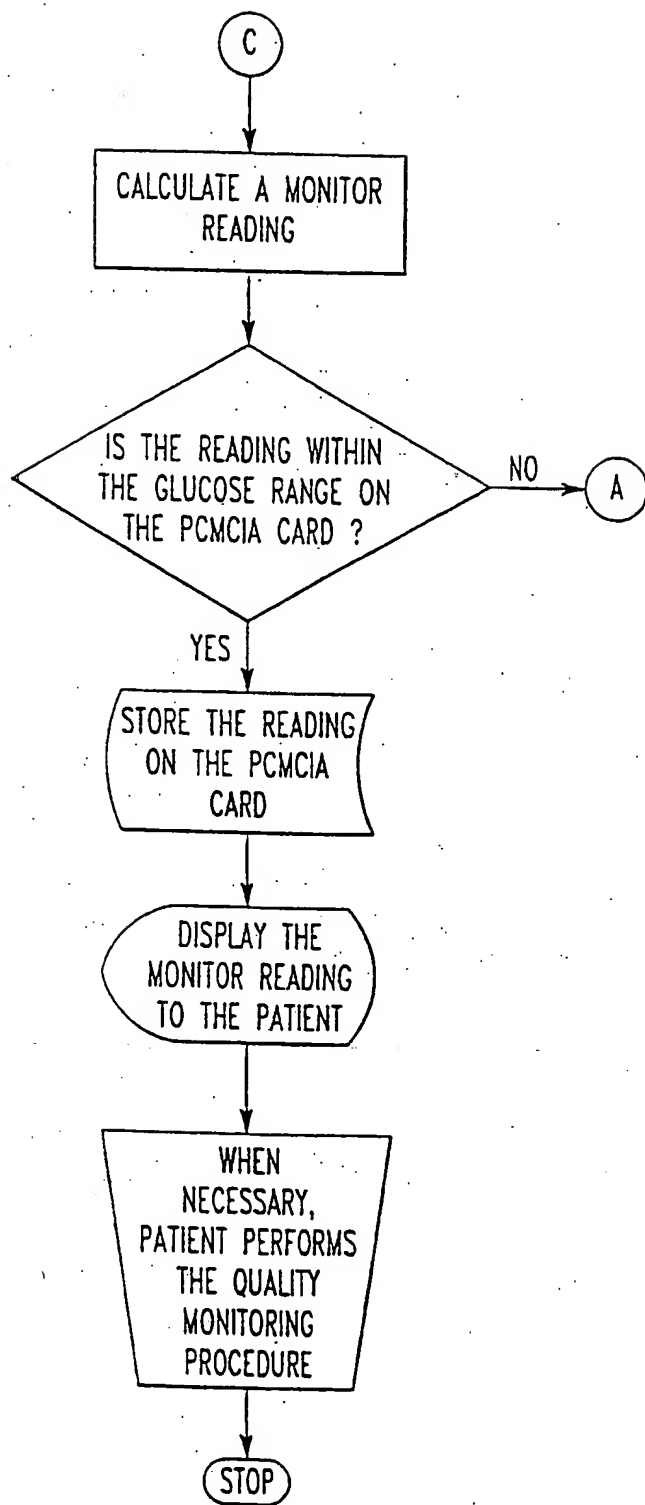 C
CALCULATE A MONITOR
READING
IS THE READING WITHIN
THE GLUCOSE RANGE ON
THE PCMCIA CARD ?
NO
A
YES
STORE THE READING
ON THE PCMCIA
CARD
DISPLAY THE
MONITOR READING
TO THE PATIENT
WHEN
NECESSARY,
PATIENT PERFORMS
THE QUALITY
MONITORING
PROCEDURE
STOP